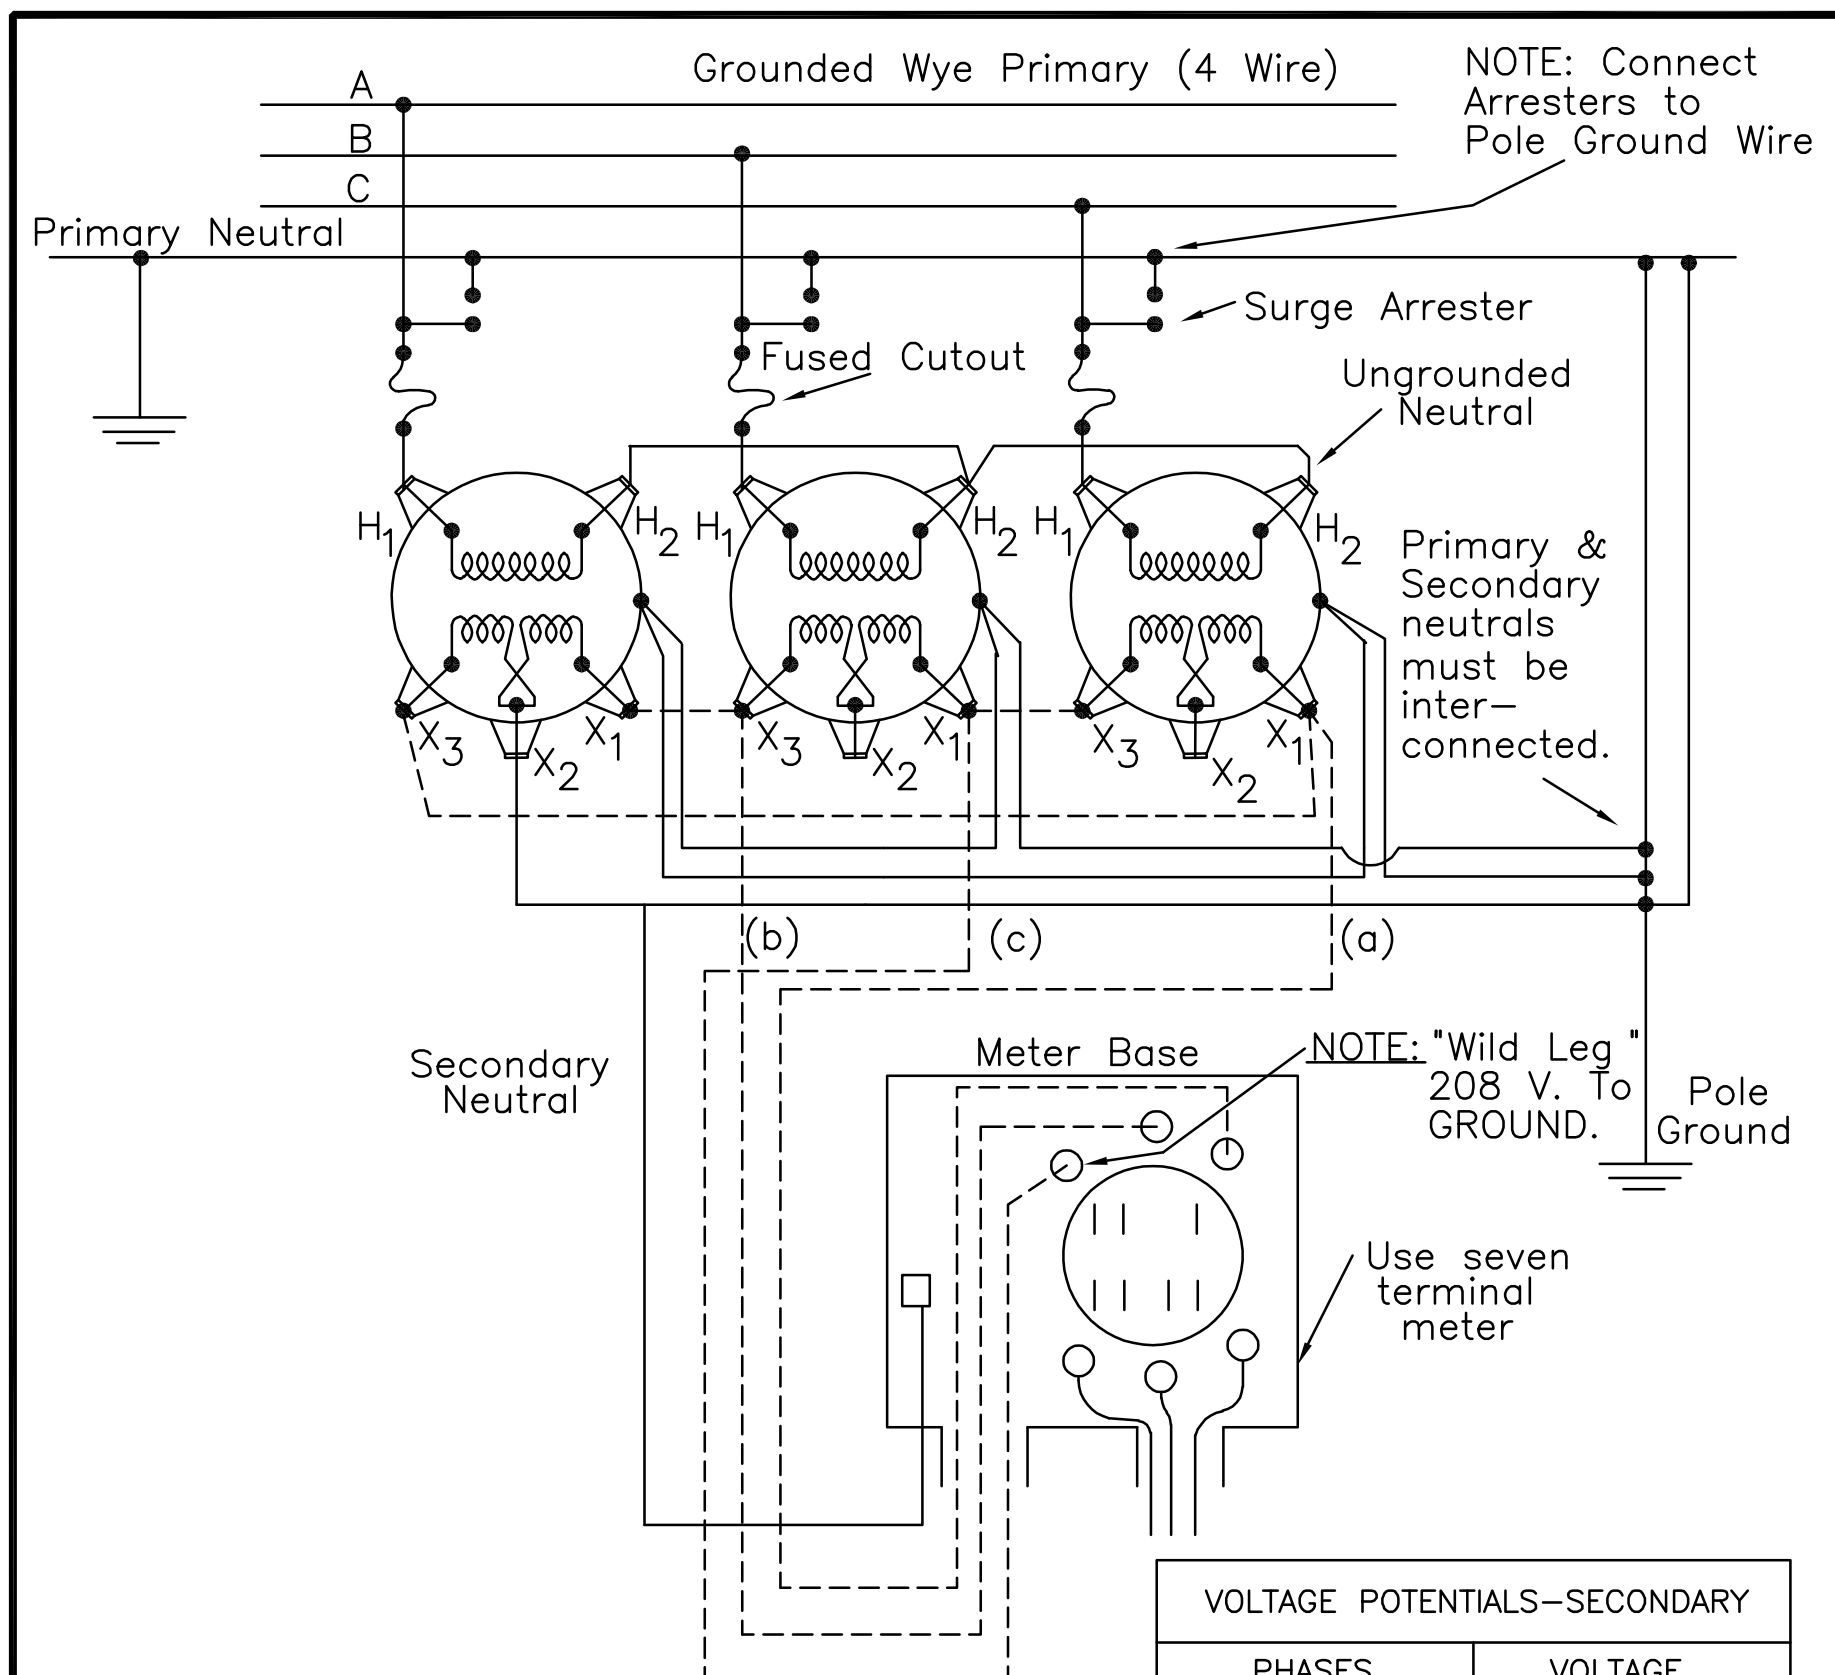 Grounded Wye Primary (4 Wire)
NOTE: Connect
Arresters to
Pole Ground Wire
A
B
C
Primary Neutral
Surge Arrester
Fused Cutout
Ungrounded
Neutral
H1
H2
H1
H2
H1
H2
Primary &
Secondary
neutrals
must be
inter–
connected.
X3
X2
X1
X3
X2
X1
X3
X2
X1
(b)
(c)
(a)
Secondary
Neutral
Meter Base
NOTE: "Wild Leg "
208 V. To
GROUND.
Pole
Ground
Use seven
terminal
meter
VOLTAGE POTENTIALS–SECONDARY
PHASES
VOLTAGE